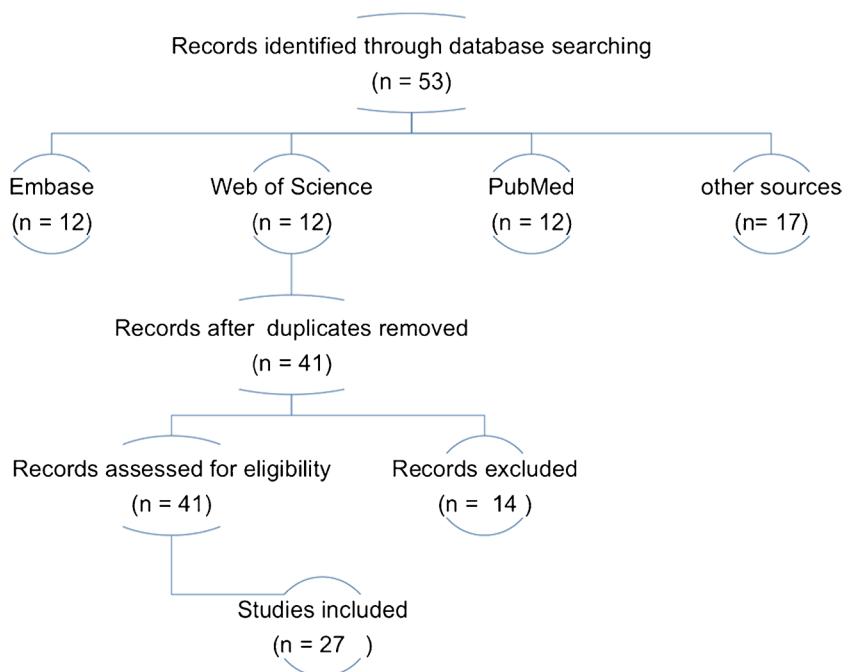 Records identified through database searching
(n = 53)
Embase
(n = 12)
Web of Science
(n = 12)
PubMed
(n = 12)
other sources
(n= 17)
Records after  duplicates removed
(n = 41)
Records assessed for eligibility
(n = 41)
Records excluded
(n =  14 )
Studies included
(n = 27   )